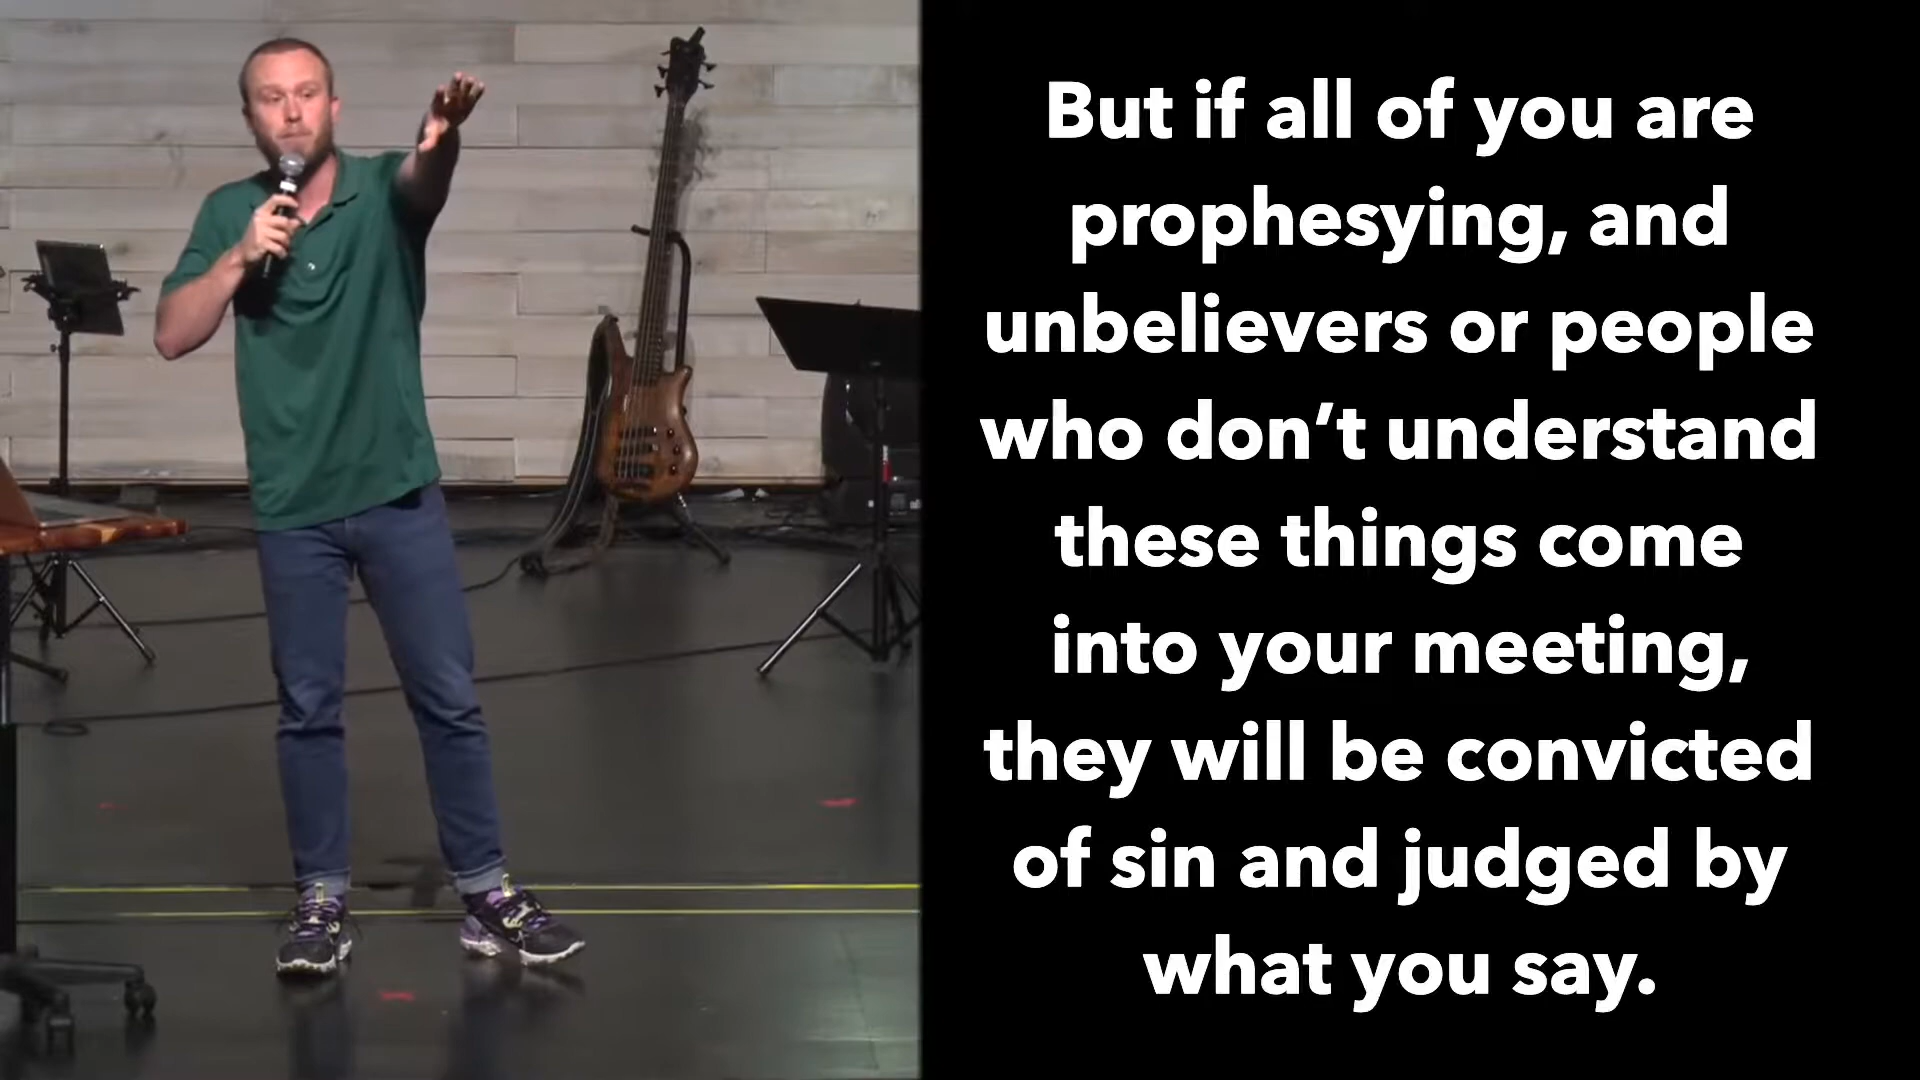 But if all of you are
prophesying, and
unbelievers or people
who don’t understand
these things come
into your meeting,
they will be convicted
of sin and judged by
what you say.